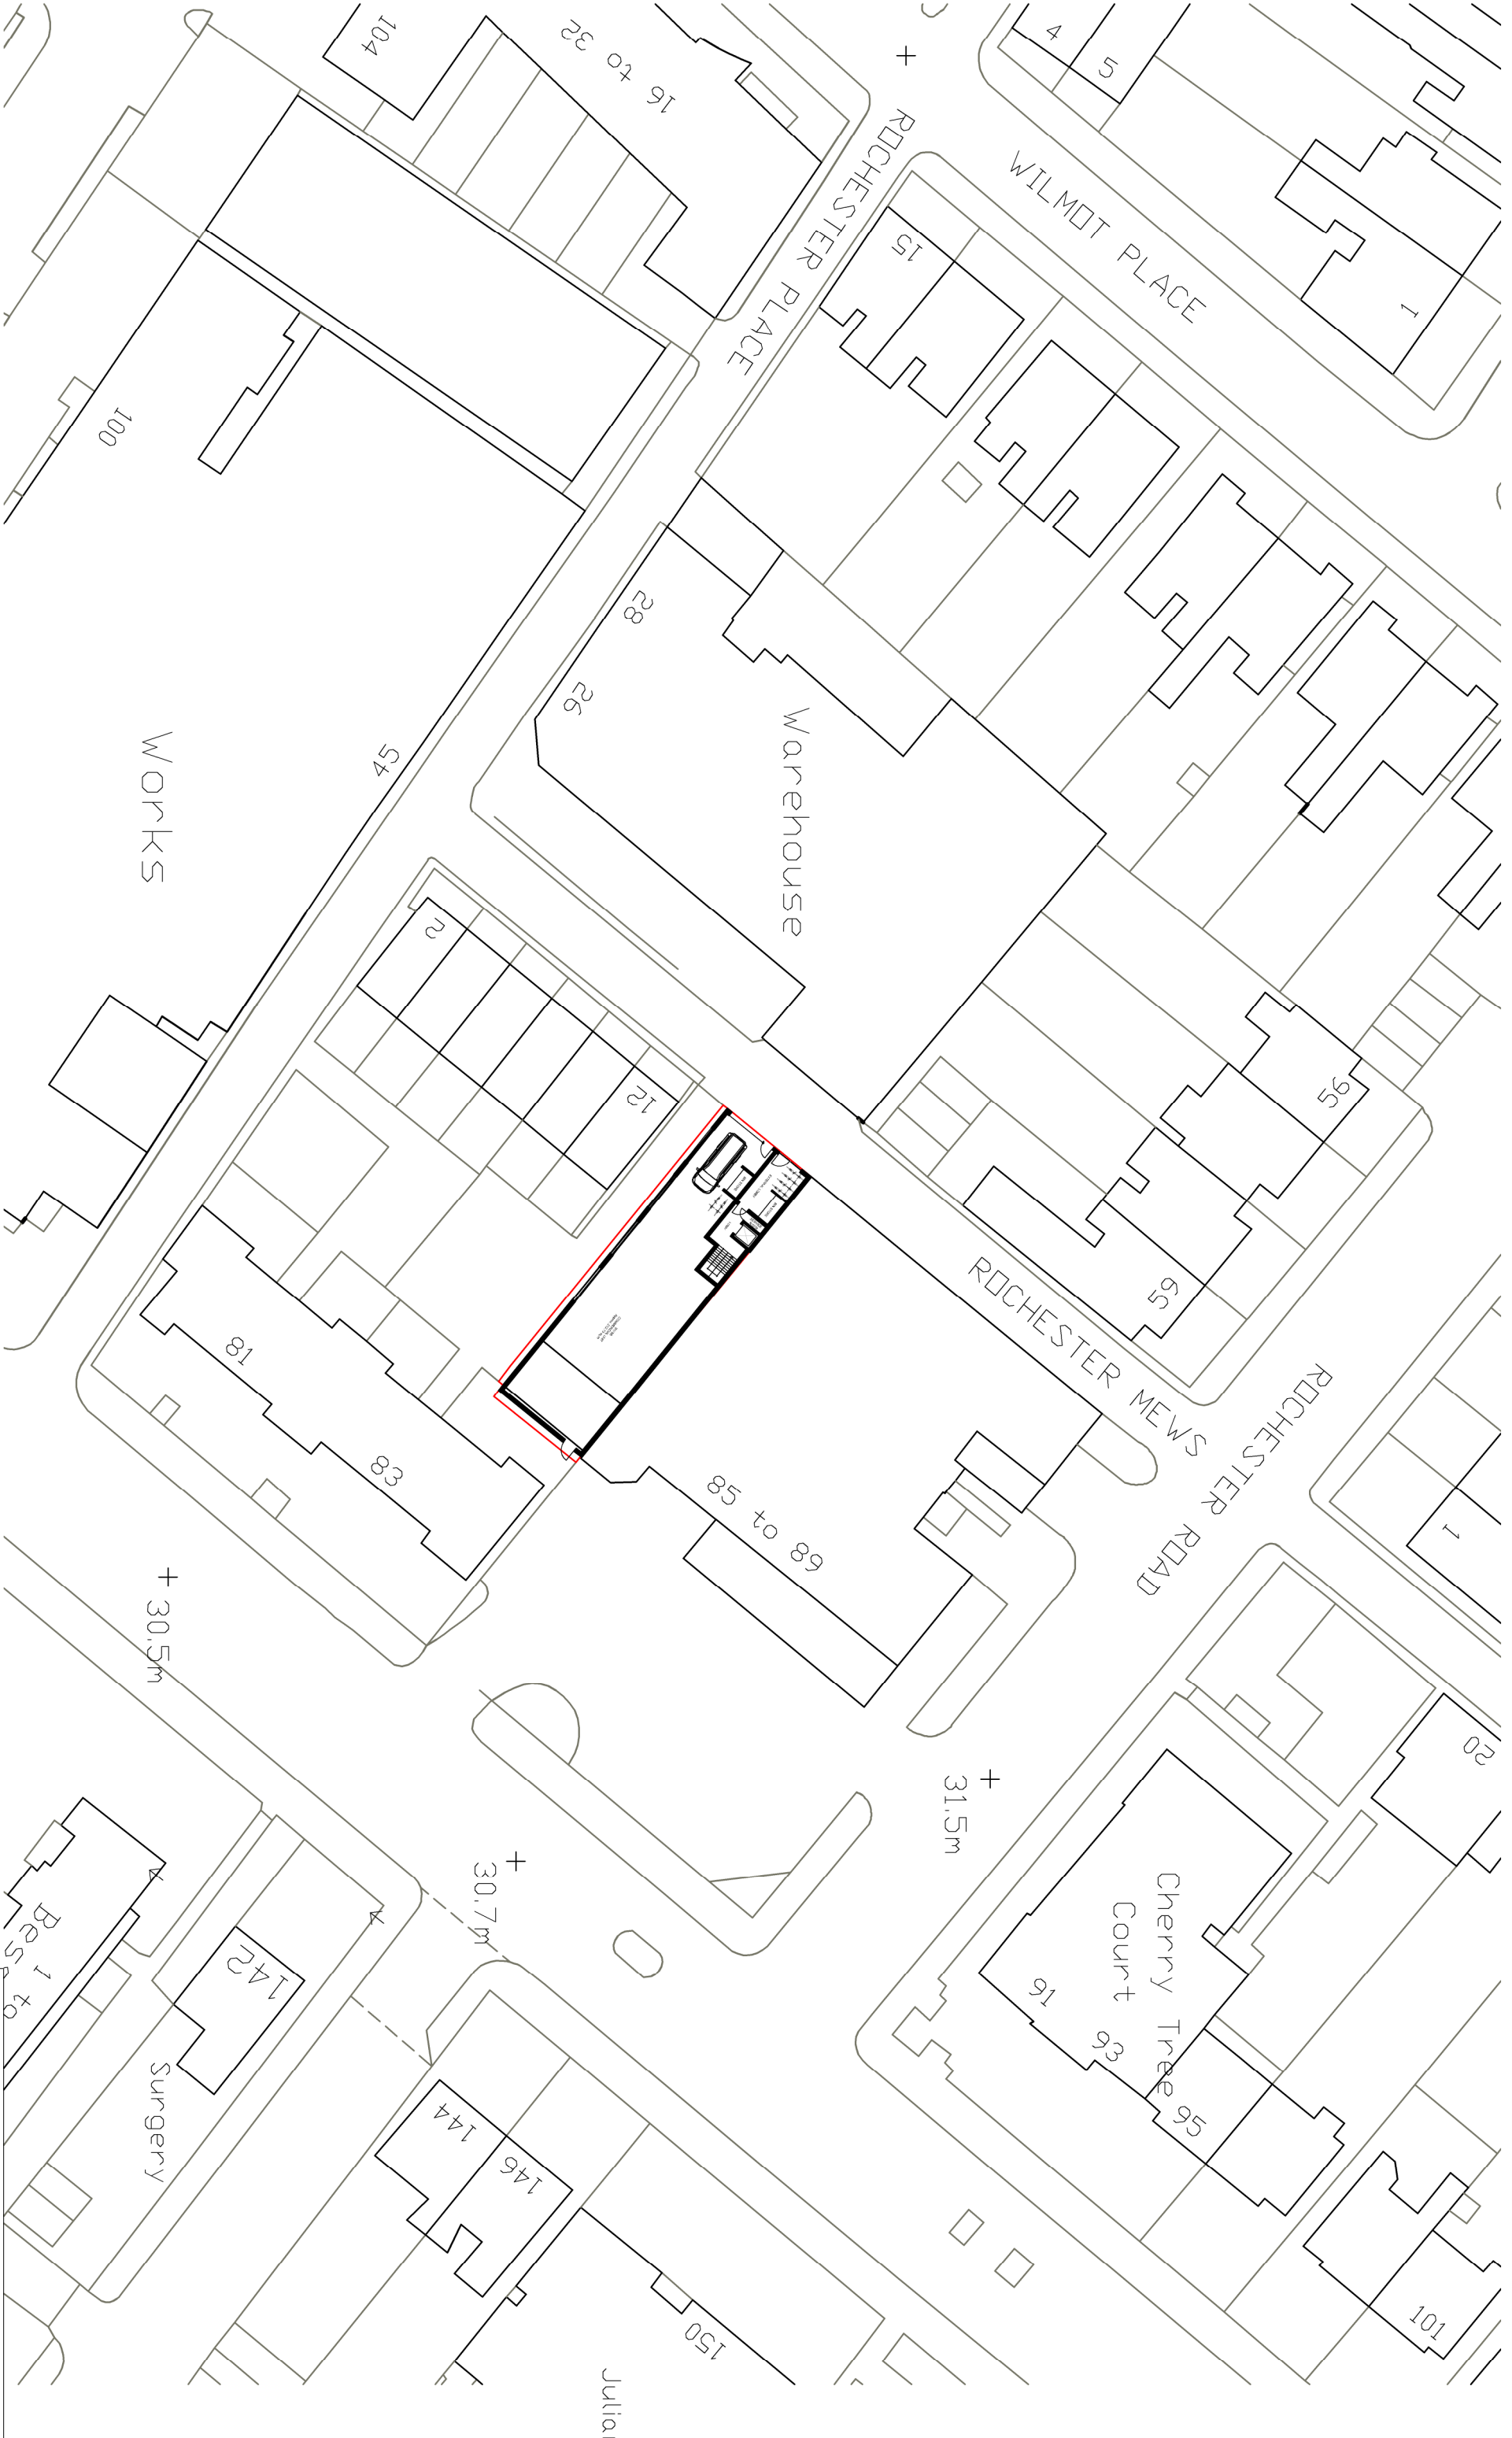 104
16 to 32
4
5
ROCHESTER PLACE
WILMOT PLACE
15
1
100
28
26
45
Works
Warehouse
2
12
56
59
ROCHESTER MEWS
ROCHESTER ROAD
81
83
85 to 89
1
30.5m
31.5m
30.7m
20
Cherry Tree
Court
91
93
95
142
Surgery
144
146
150
101